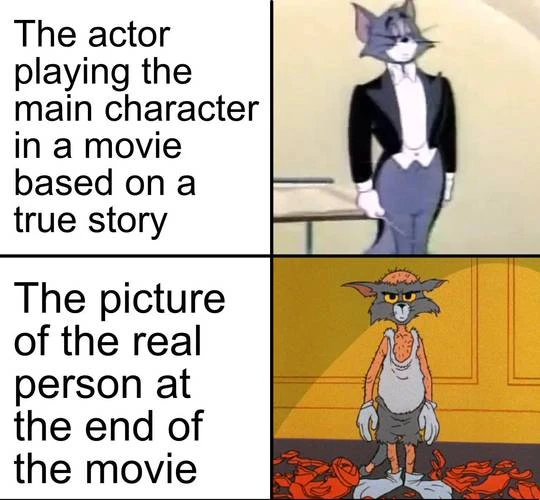 The actor
playing the
main character
in a movie
based on a
true story
The picture
of the real
person at
the end of
the movie